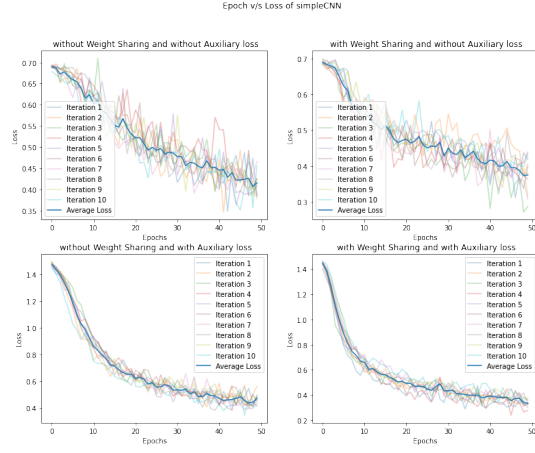 Epoch v/s Loss of simpleCNN
without Weight Sharing and without Auxiliary loss
0.70
0.65
0.60
0.55
0.50
0.45
0.40
0.35
Loss
Iteration 1
Iteration 2
Iteration 3
Iteration 4
Iteration 5
Iteration 6
Iteration 7
Iteration 8
Iteration 9
Iteration 10
Average Loss
0 10 20 30 40 50
Epochs
with Weight Sharing and without Auxiliary loss
0.7
0.6
0.5
0.4
0.3
Loss
Iteration 1
Iteration 2
Iteration 3
Iteration 4
Iteration 5
Iteration 6
Iteration 7
Iteration 8
Iteration 9
Iteration 10
Average Loss
0 10 20 30 40 50
Epochs
without Weight Sharing and with Auxiliary loss
1.4
1.2
1.0
0.8
0.6
0.4
Loss
Iteration 1
Iteration 2
Iteration 3
Iteration 4
Iteration 5
Iteration 6
Iteration 7
Iteration 8
Iteration 9
Iteration 10
Average Loss
0 10 20 30 40 50
Epochs
with Weight Sharing and with Auxiliary loss
1.4
1.2
1.0
0.8
0.6
0.4
0.2
Loss
Iteration 1
Iteration 2
Iteration 3
Iteration 4
Iteration 5
Iteration 6
Iteration 7
Iteration 8
Iteration 9
Iteration 10
Average Loss
0 10 20 30 40 50
Epochs